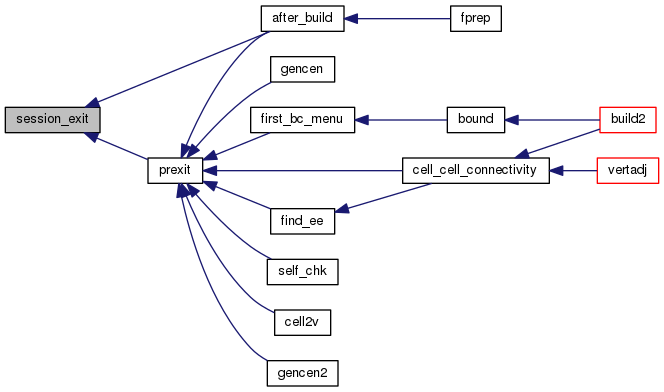 after_build
fprep
gencen
session_exit
first_bc_menu
bound
build2
prexit
cell_cell_connectivity
vertadj
find_ee
self_chk
cell2v
gencen2